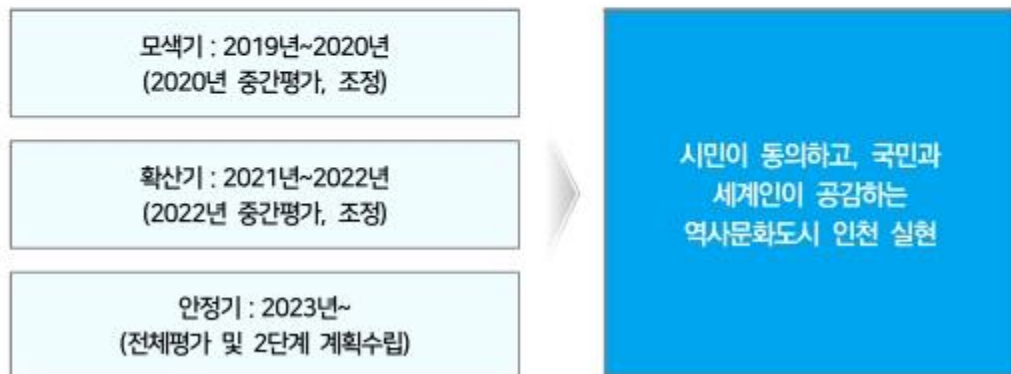 모색기 : 2019년~2020년
(2020년 중간평가, 조정)
확산기 : 2021년~2022년
(2022년 중간평가, 조정)
안정기 : 2023년~
(전체평가 및 2단계 계획수립)
시민이 동의하고, 국민과
세계인이 공감하는
역사문화도시 인천 실현